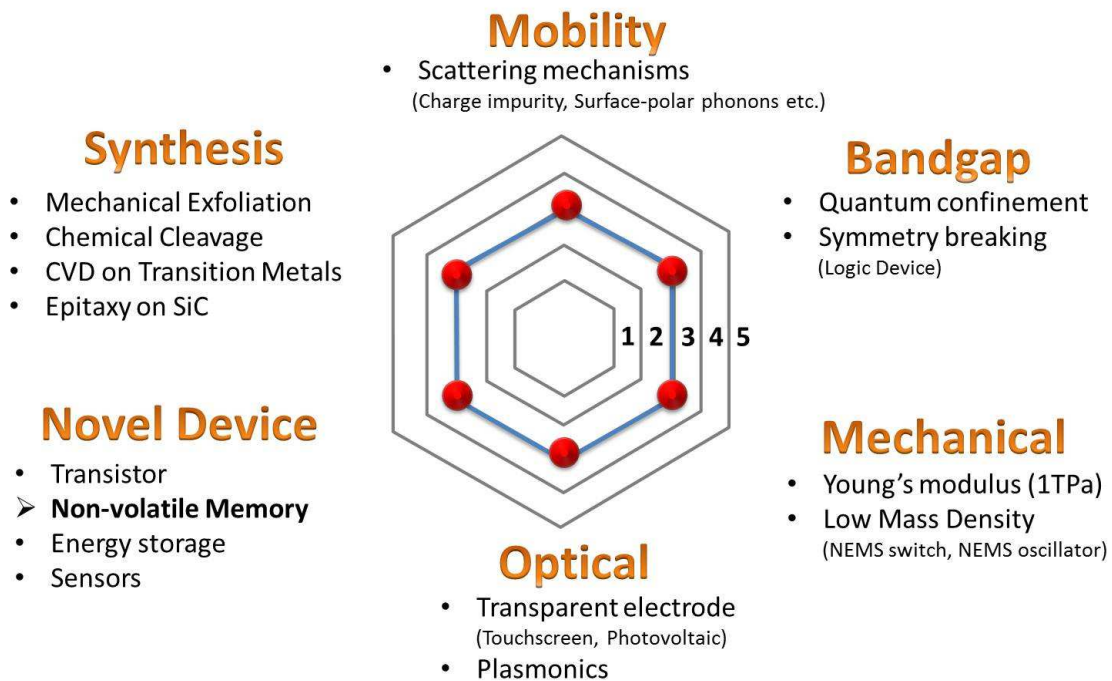 Mobility
• Scattering mechanisms
(Charge impurity, Surface-polar phonons etc.)
Synthesis
• Mechanical Exfoliation
• Chemical Cleavage
• CVD on Transition Metals
• Epitaxy on SiC
Bandgap
• Quantum confinement
• Symmetry breaking
(Logic Device)
1 2 3 4 5
Novel Device
• Transistor
➢ Non-volatile Memory
• Energy storage
• Sensors
Mechanical
• Young's modulus (1TPa)
• Low Mass Density
(NEMS switch, NEMS oscillator)
Optical
• Transparent electrode
(Touchscreen, Photovoltaic)
• Plasmonics